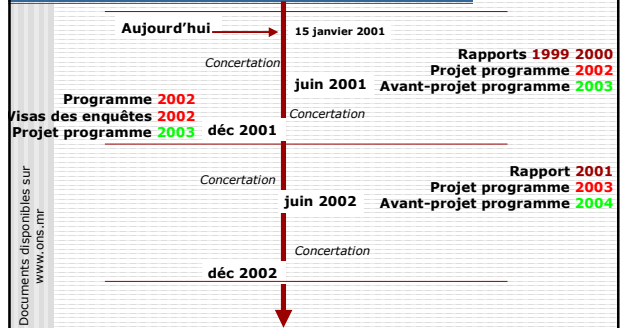 Aujourd'hui
15 janvier 2001
Concertation
Rapports 1999 2000
Projet programme 2002
juin 2001
Avant-projet programme 2003
Programme 2002
Visas des enquêtes 2002
Concertation
Projet programme 2003
déc 2001
Rapport 2001
Concertation
Projet programme 2003
juin 2002
Avant-projet programme 2004
Concertation
déc 2002
Documents disponibles sur
www.ons.mr